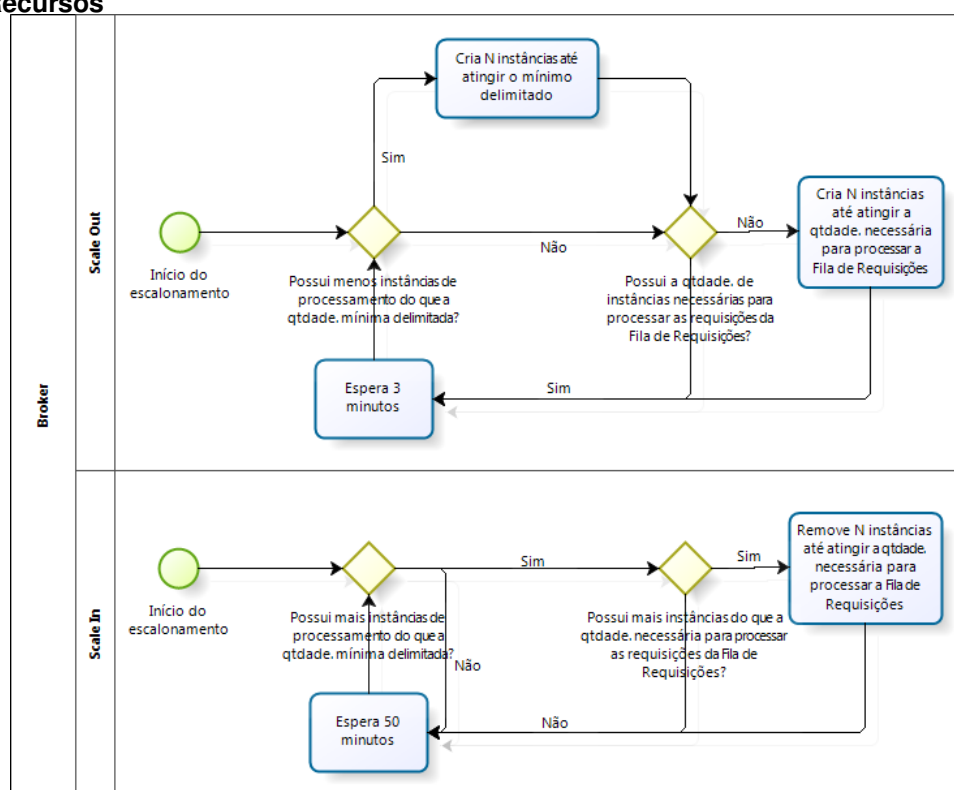 Recursos
Broker
Scale Out
Cria N instâncias até
atingir o mínimo
delimitado
Sim
Início do
escalonamento
Possui menos instâncias de
processamento do que a
qtdade. mínima delimitada?
Não
Possui a qtdade. de
instâncias necessárias para
processar as requisições da
Fila de Requisições?
Não
Cria N instâncias
até atingir a
qtdade. necessária
para processar a
Fila de Requisições
Espera 3
minutos
Sim
Scale In
Início do
escalonamento
Possui mais instâncias de
processamento do que a
qtdade. mínima delimitada?
Sim
Não
Possui mais instâncias do que a
qtdade. necessária para processar
as requisições da Fila de
Requisições?
Sim
Remove N instâncias
até atingir a qtdade.
necessária para
processar a Fila de
Requisições
Espera 50
minutos
Não